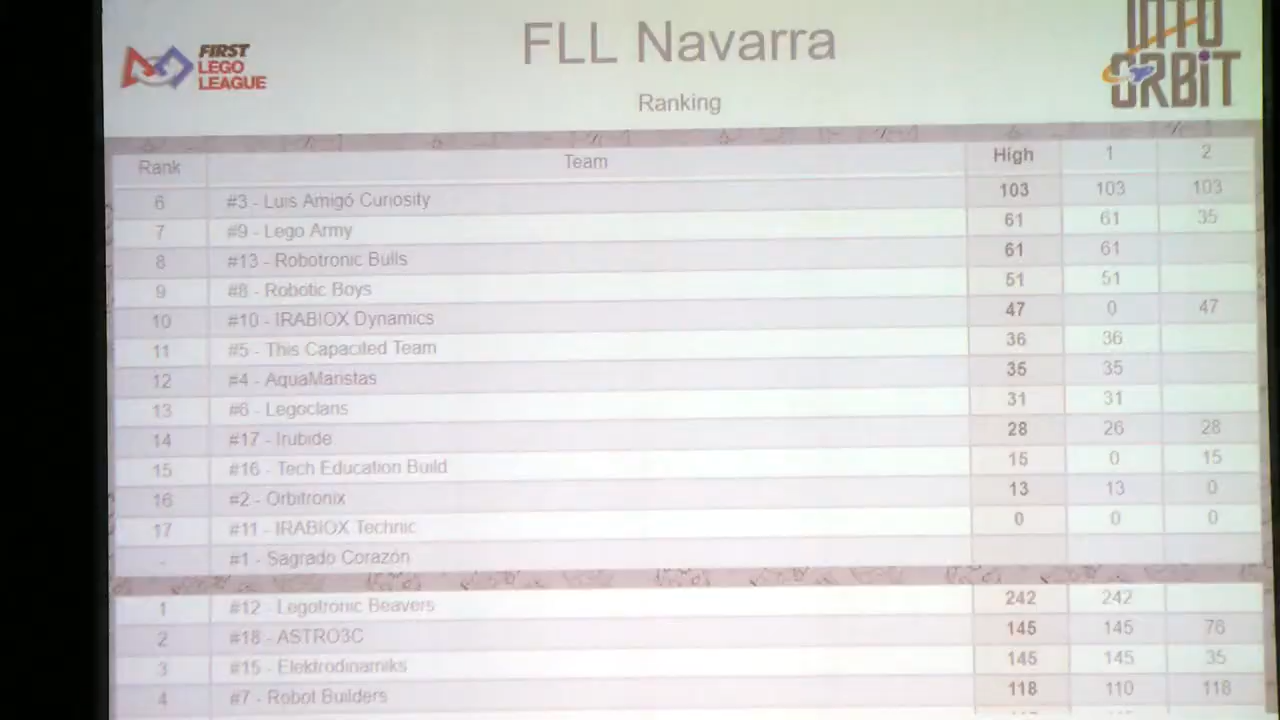 FIRST
LEGO
LEAGUE
FLL Navarra
Ranking
INTO
ORBIT
Rank Team High 1 2
6 #3 - Luis Amigó Curiosity 103 103 103
7 #9 - Lego Army 61 61 35
8 #13 - Robotronic Bulls 61 61
9 #8 - Robotic Boys 51 51
10 #10 - IRABIOX Dynamics 47 0 47
11 #5 - This Capacited Team 36 36
12 #4 - AquaMaristas 35 35
13 #6 - Legoclans 31 31
14 #17 - Irubide 28 26 28
15 #16 - Tech Education Build 15 0 15
16 #2 - Orbitronix 13 13 0
17 #11 - IRABIOX Technic 0 0 0
- #1 - Sagrado Corazón
1 #12 - Legotronic Beavers 242 242
2 #18 - ASTRO3C 145 145 76
3 #15 - Elektrodinamiks 145 145 35
4 #7 - Robot Builders 118 110 118